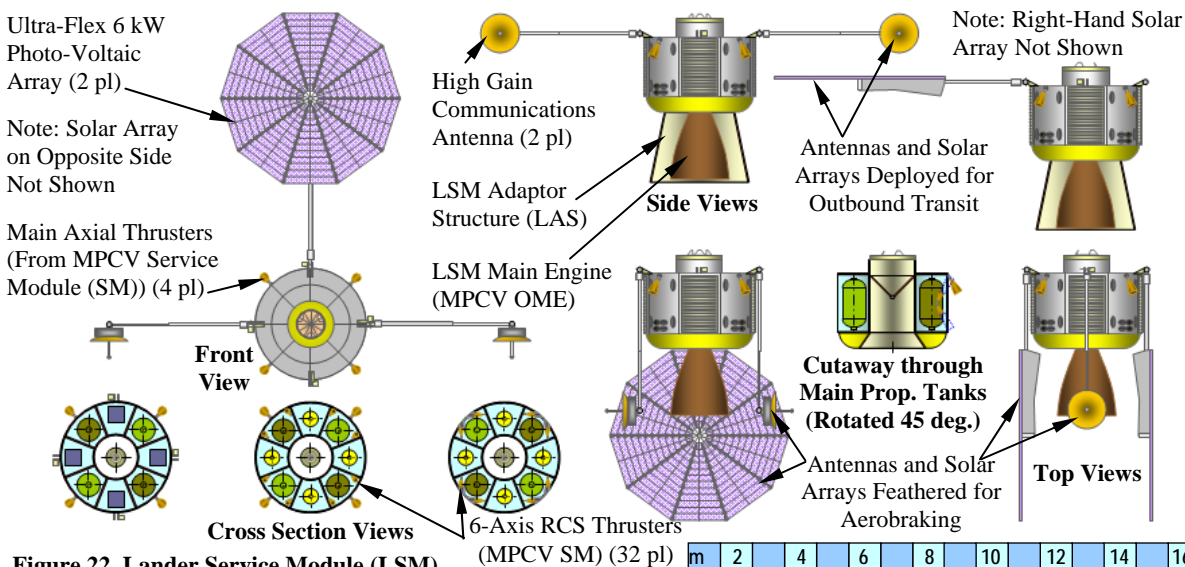 Ultra-Flex 6 kW
Photo-Voltaic
Array (2 pl)
Note: Solar Array
on Opposite Side
Not Shown
Main Axial Thrusters
(From MPCV Service
Module (SM)) (4 pl)
High Gain
Communications
Antenna (2 pl)
LSM Adaptor
Structure (LAS)
LSM Main Engine
(MPCV OME)
Side Views
Note: Right-Hand Solar
Array Not Shown
Antennas and Solar
Arrays Deployed for
Outbound Transit
Front
View
Cutaway through
Main Prop. Tanks
(Rotated 45 deg.)
Antennas and Solar
Arrays Feathered for
Aerobraking
Top Views
Cross Section Views
6-Axis RCS Thrusters
(MPCV SM) (32 pl)
Figure 22. Lander Service Module (LSM)
m 2 4 6 8 10 12 14 16